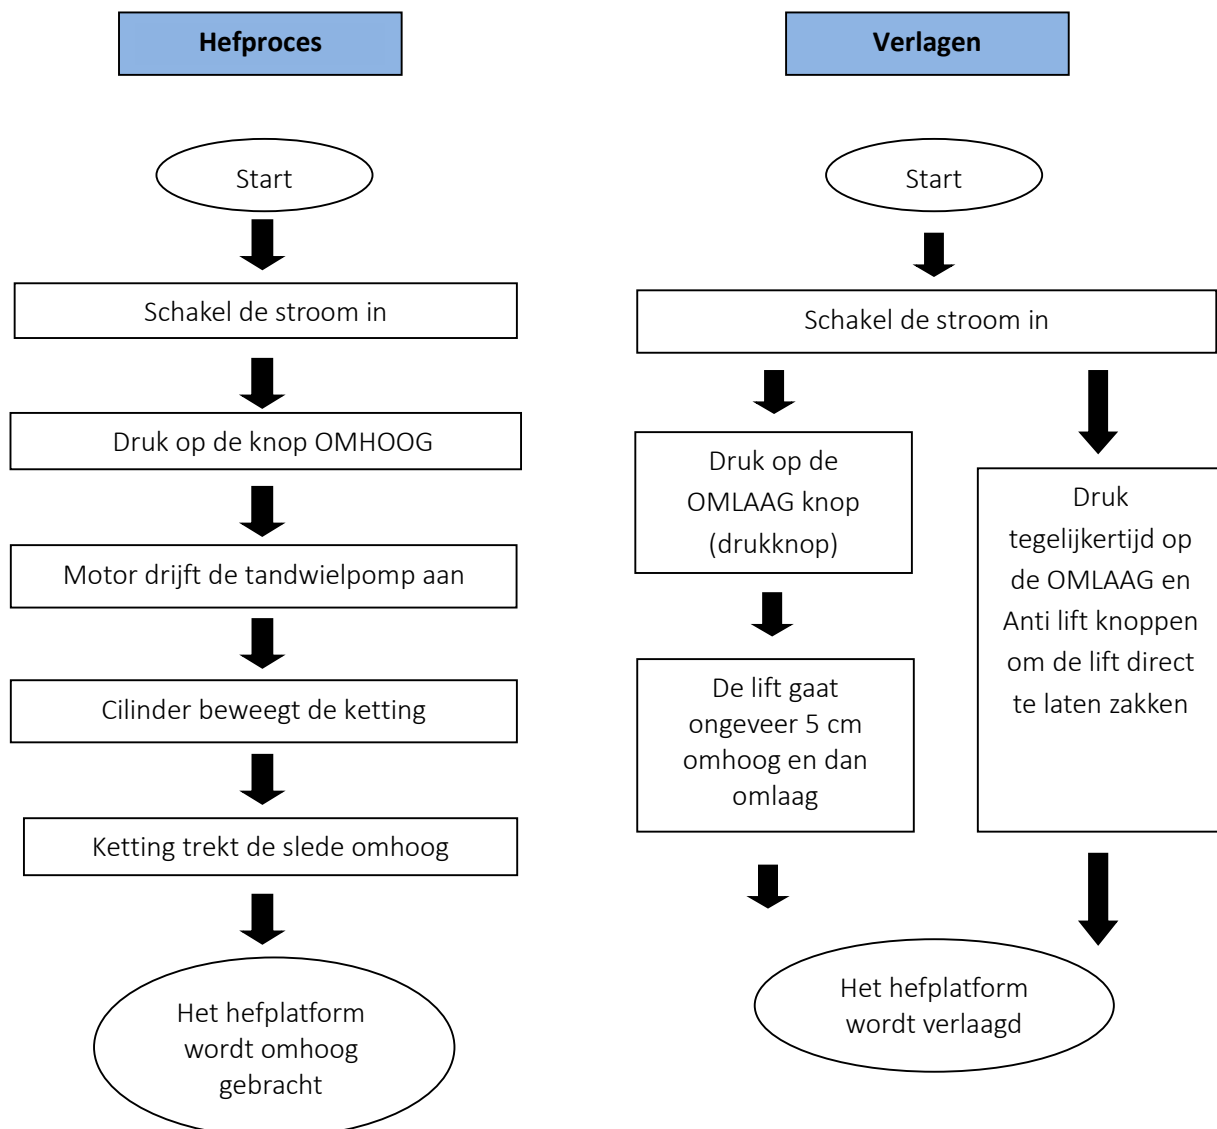 Hefproces
Start
Schakel de stroom in
Druk op de knop OMHOOG
Motor drijft de tandwielpomp aan
Cilinder beweegt de ketting
Ketting trekt de slede omhoog
Het hefplatform
wordt omhoog
gebracht
Verlagen
Start
Schakel de stroom in
Druk op de
OMLAAG knop
(drukknop)
De lift gaat
ongeveer 5 cm
omhoog en dan
omlaag
Druk
tegelijkertijd op
de OMLAAG en
Anti lift knoppen
om de lift direct
te laten zakken
Het hefplatform
wordt verlaagd